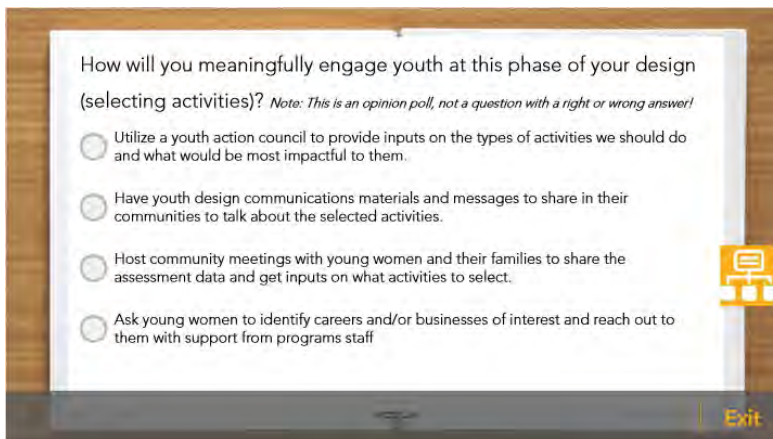 How will you meaningfully engage youth at this phase of your design
(selecting activities)? Note: This is an opinion poll, not a question with a right or wrong answer!
Utilize a youth action council to provide inputs on the types of activities we should do
and what would be most impactful to them.
Have youth design communications materials and messages to share in their
communities to talk about the selected activities.
Host community meetings with young women and their families to share the
assessment data and get inputs on what activities to select.
Ask young women to identify careers and/or businesses of interest and reach out to
them with support from programs staff
Exit